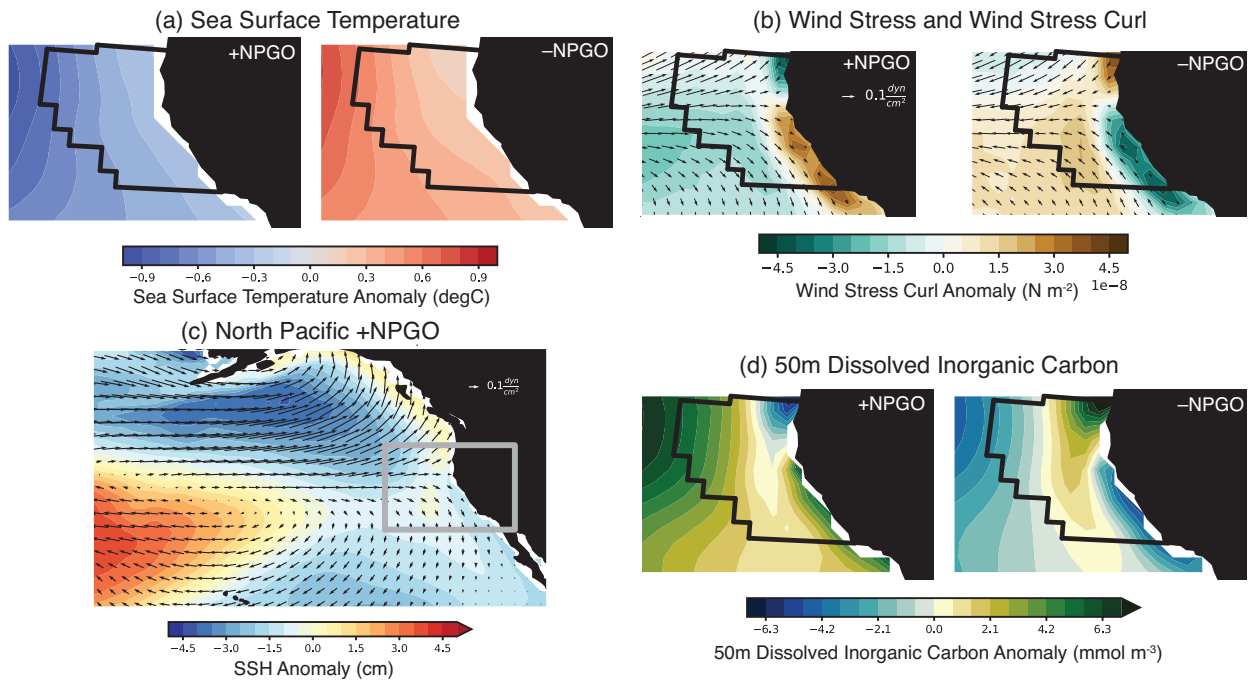 (a) Sea Surface Temperature
+NPGO
−NPGO
−0.9 −0.6 −0.3 0.0 0.3 0.6 0.9
Sea Surface Temperature Anomaly (degC)
(b) Wind Stress and Wind Stress Curl
+NPGO
→ 0.1 dyn/cm²
−NPGO
−4.5 −3.0 −1.5 0.0 1.5 3.0 4.5
1e−8
Wind Stress Curl Anomaly (N m⁻²)
(c) North Pacific +NPGO
→ 0.1 dyn/cm²
−4.5 −3.0 −1.5 0.0 1.5 3.0 4.5
SSH Anomaly (cm)
(d) 50m Dissolved Inorganic Carbon
+NPGO
−NPGO
−6.3 −4.2 −2.1 0.0 2.1 4.2 6.3
50m Dissolved Inorganic Carbon Anomaly (mmol m⁻³)